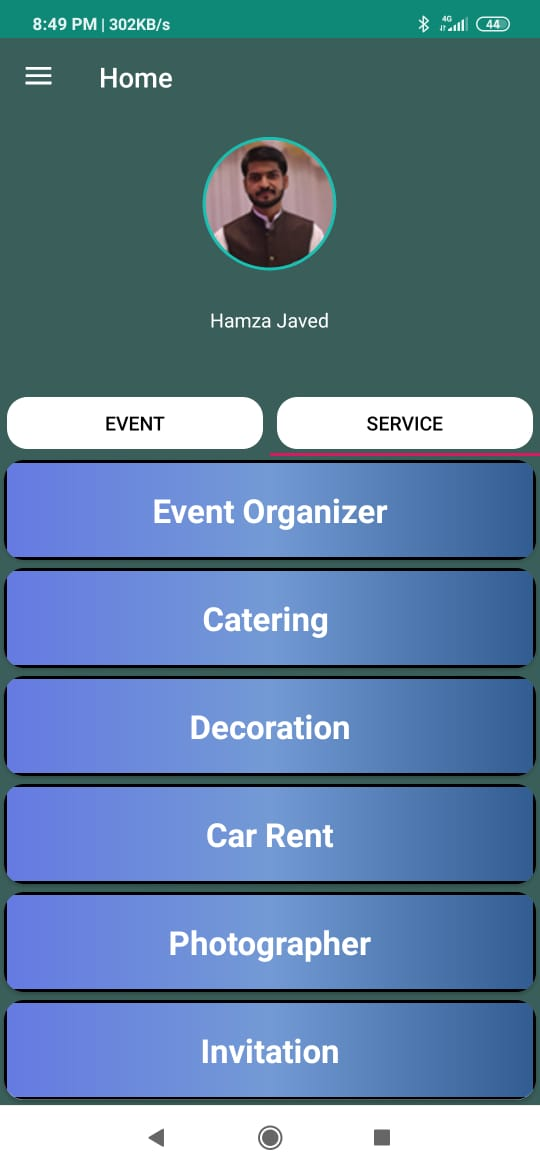 8:49 PM | 302KB/s 4G 44
Home
Hamza Javed
EVENT SERVICE
Event Organizer
Catering
Decoration
Car Rent
Photographer
Invitation